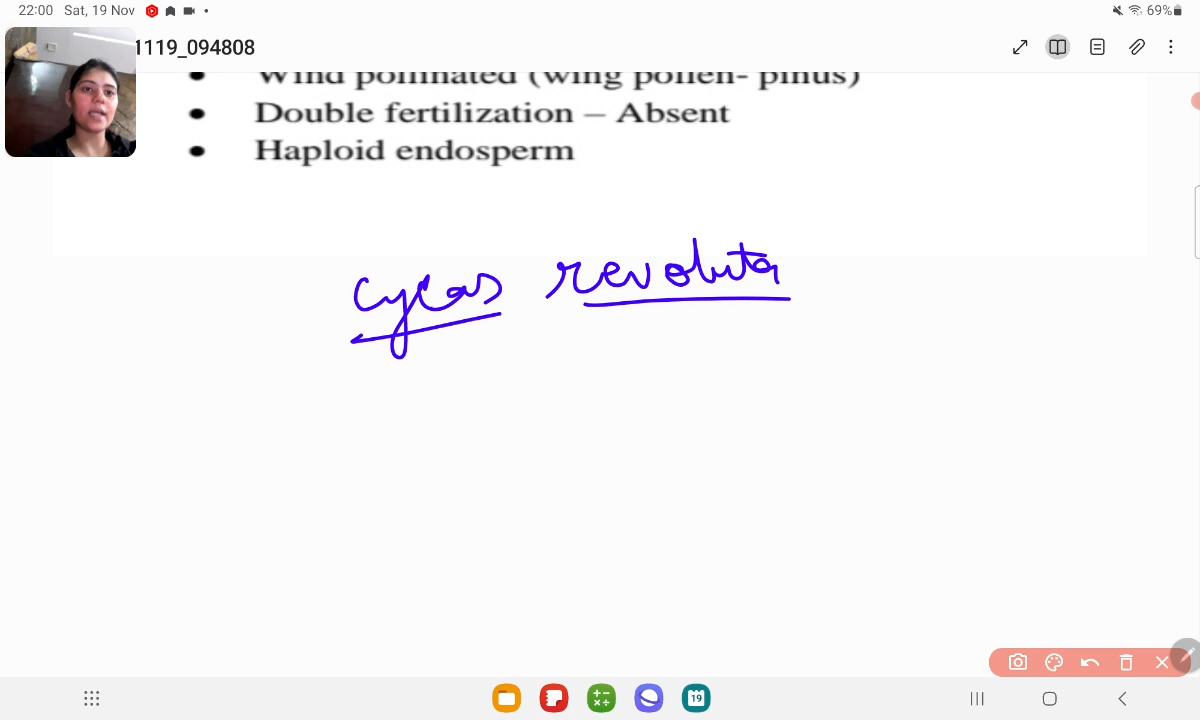 22:00 Sat, 19 Nov 69%
1119_094808
• Wind pollinated (wing pollen- pinus)
• Double fertilization – Absent
• Haploid endosperm
cycas revoluta
19